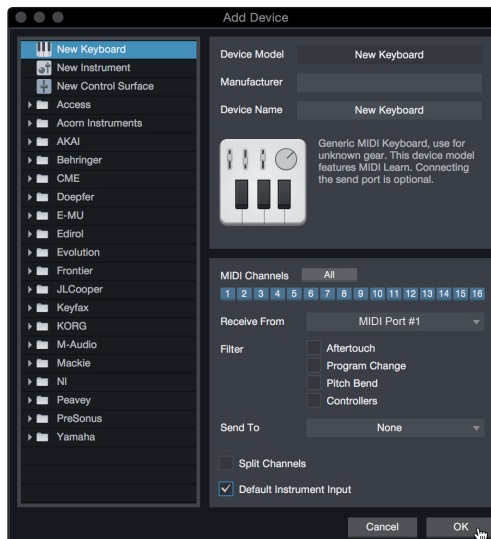 Add Device
New Keyboard
New Instrument
New Control Surface
Access
Acorn Instruments
AKAI
Behringer
CME
Doepfer
E-MU
Edirol
Evolution
Frontier
JLCooper
Keyfax
KORG
M-Audio
Mackie
NI
Peavey
PreSonus
Yamaha
Device Model New Keyboard
Manufacturer
Device Name New Keyboard
Generic MIDI Keyboard, use for
unknown gear. This device model
features MIDI Learn. Connecting
the send port is optional.
MIDI Channels All
1 2 3 4 5 6 7 8 9 10 11 12 13 14 15 16
Receive From MIDI Port #1
Filter Aftertouch
Program Change
Pitch Bend
Controllers
Send To None
Split Channels
Default Instrument Input
Cancel OK